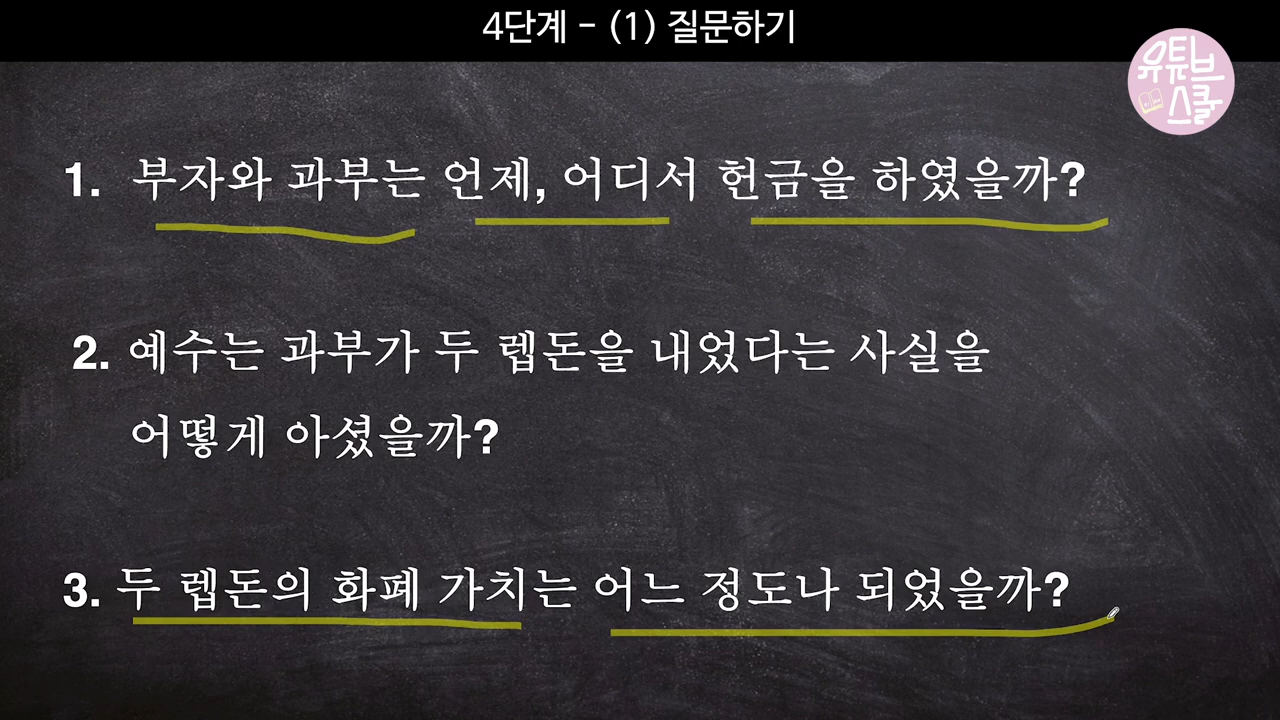 4단계 - (1) 질문하기
유튜브
스쿨
1. 부자와 과부는 언제, 어디서 헌금을 하였을까?
2. 예수는 과부가 두 렙돈을 내었다는 사실을
어떻게 아셨을까?
3. 두 렙돈의 화폐 가치는 어느 정도나 되었을까?